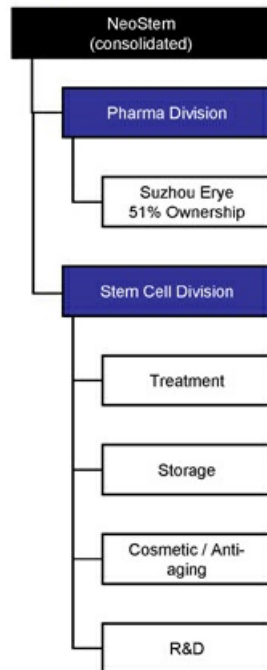 NeoStem
(consolidated)
Pharma Division
Suzhou Erye
51% Ownership
Stem Cell Division
Treatment
Storage
Cosmetic / Anti-
aging
R&D